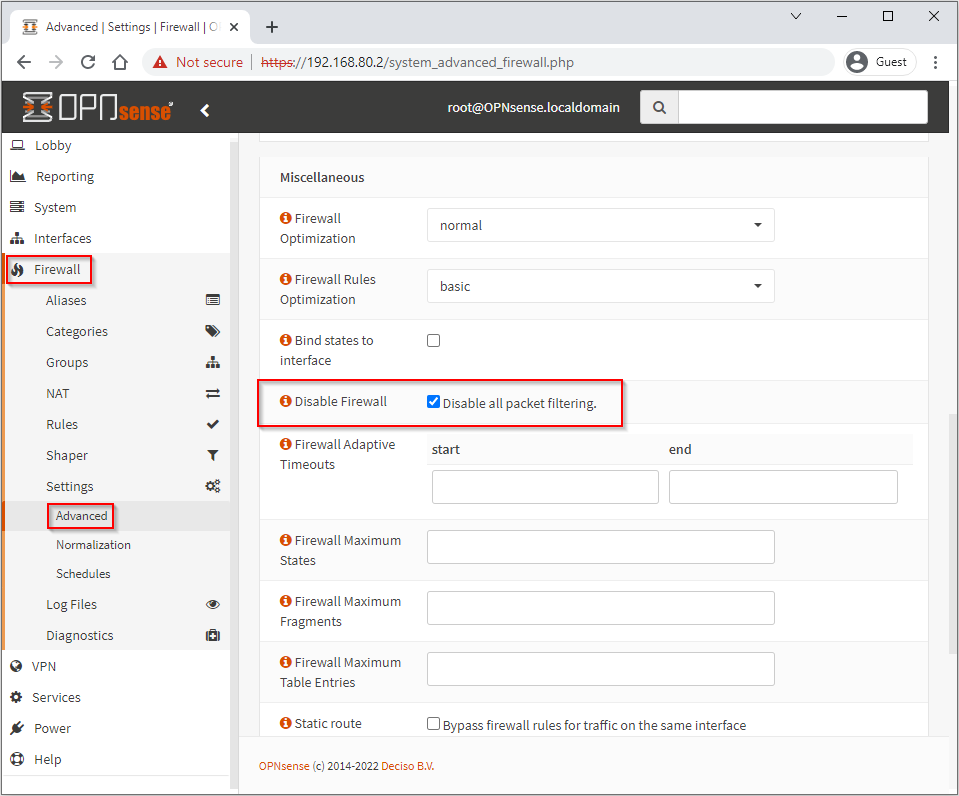 Advanced | Settings | Firewall | O
Guest
Not secure
https://192.168.80.2/system_advanced_firewall.php
OPNsense
root@OPNsense.localdomain
Lobby
Reporting
System
Interfaces
Firewall
Aliases
Categories
Groups
NAT
Rules
Shaper
Settings
Advanced
Normalization
Schedules
Log Files
Diagnostics
VPN
Services
Power
Help
Miscellaneous
Firewall
Optimization
normal
Firewall Rules
Optimization
basic
Bind states to
interface
Disable Firewall
Disable all packet filtering.
Firewall Adaptive
Timeouts
start
end
Firewall Maximum
States
Firewall Maximum
Fragments
Firewall Maximum
Table Entries
Static route
Bypass firewall rules for traffic on the same interface
OPNsense (c) 2014-2022 Deciso B.V.